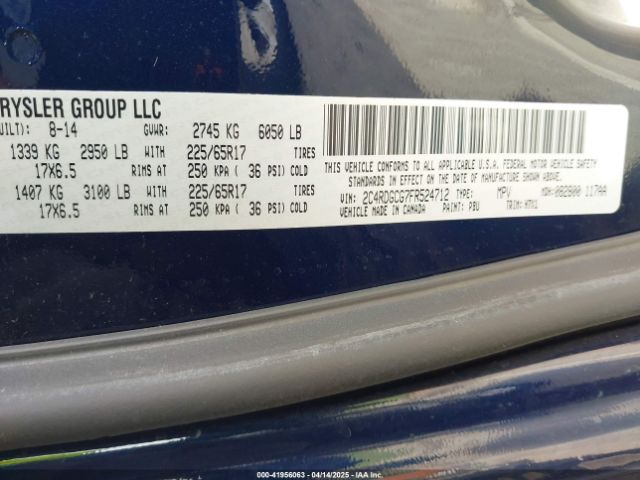 RYSLER GROUP LLC
UILT): 8-14 GVWR: 2745 KG 6050 LB
1339 KG 2950 LB WITH 225/65R17 TIRES
17X6.5 RIMS AT 250 KPA ( 36 PSI) COLD
1407 KG 3100 LB WITH 225/65R17 TIRES
17X6.5 RIMS AT 250 KPA ( 36 PSI) COLD
THIS VEHICLE CONFORMS TO ALL APPLICABLE U.S.A. FEDERAL MOTOR VEHICLE SAFETY
STANDARDS IN EFFECT ON THE DATE OF MANUFACTURE SHOWN ABOVE.
VIN: 2C4RDGCG7FR524712 TYPE: MPV MDH: 082800 1170A
VEHICLE MADE IN CANADA PAINT: PBU TRIM:
000-41956063 - 04/14/2025 - IAA Inc.